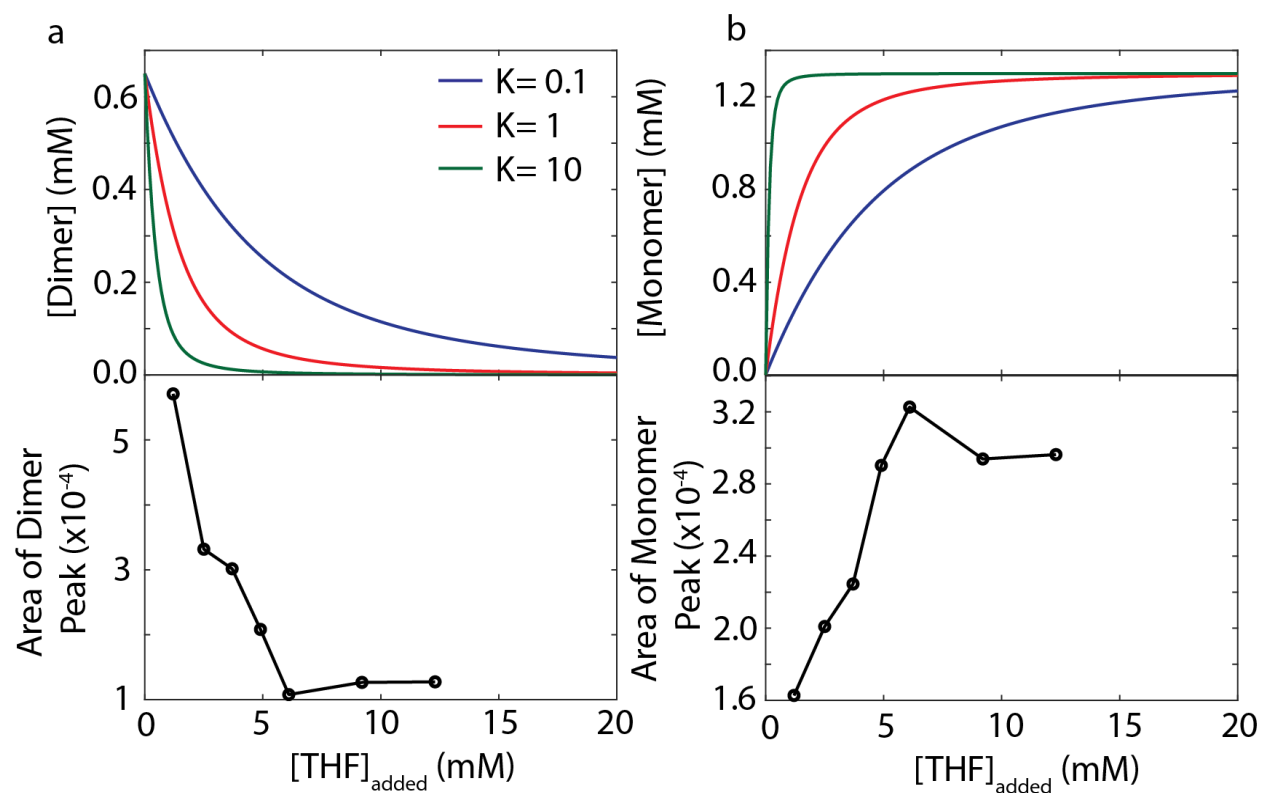 a
[Dimer] (mM)
0.6
0.4
0.2
0.0
K= 0.1
K= 1
K= 10
b
[Monomer] (mM)
1.2
0.8
0.4
0.0
Area of Dimer
Peak (x10-4)
5
3
1
0
5
10
15
20
[THF]added (mM)
Area of Monomer
Peak (x10-4)
3.2
2.8
2.4
2.0
1.6
0
5
10
15
20
[THF]added (mM)